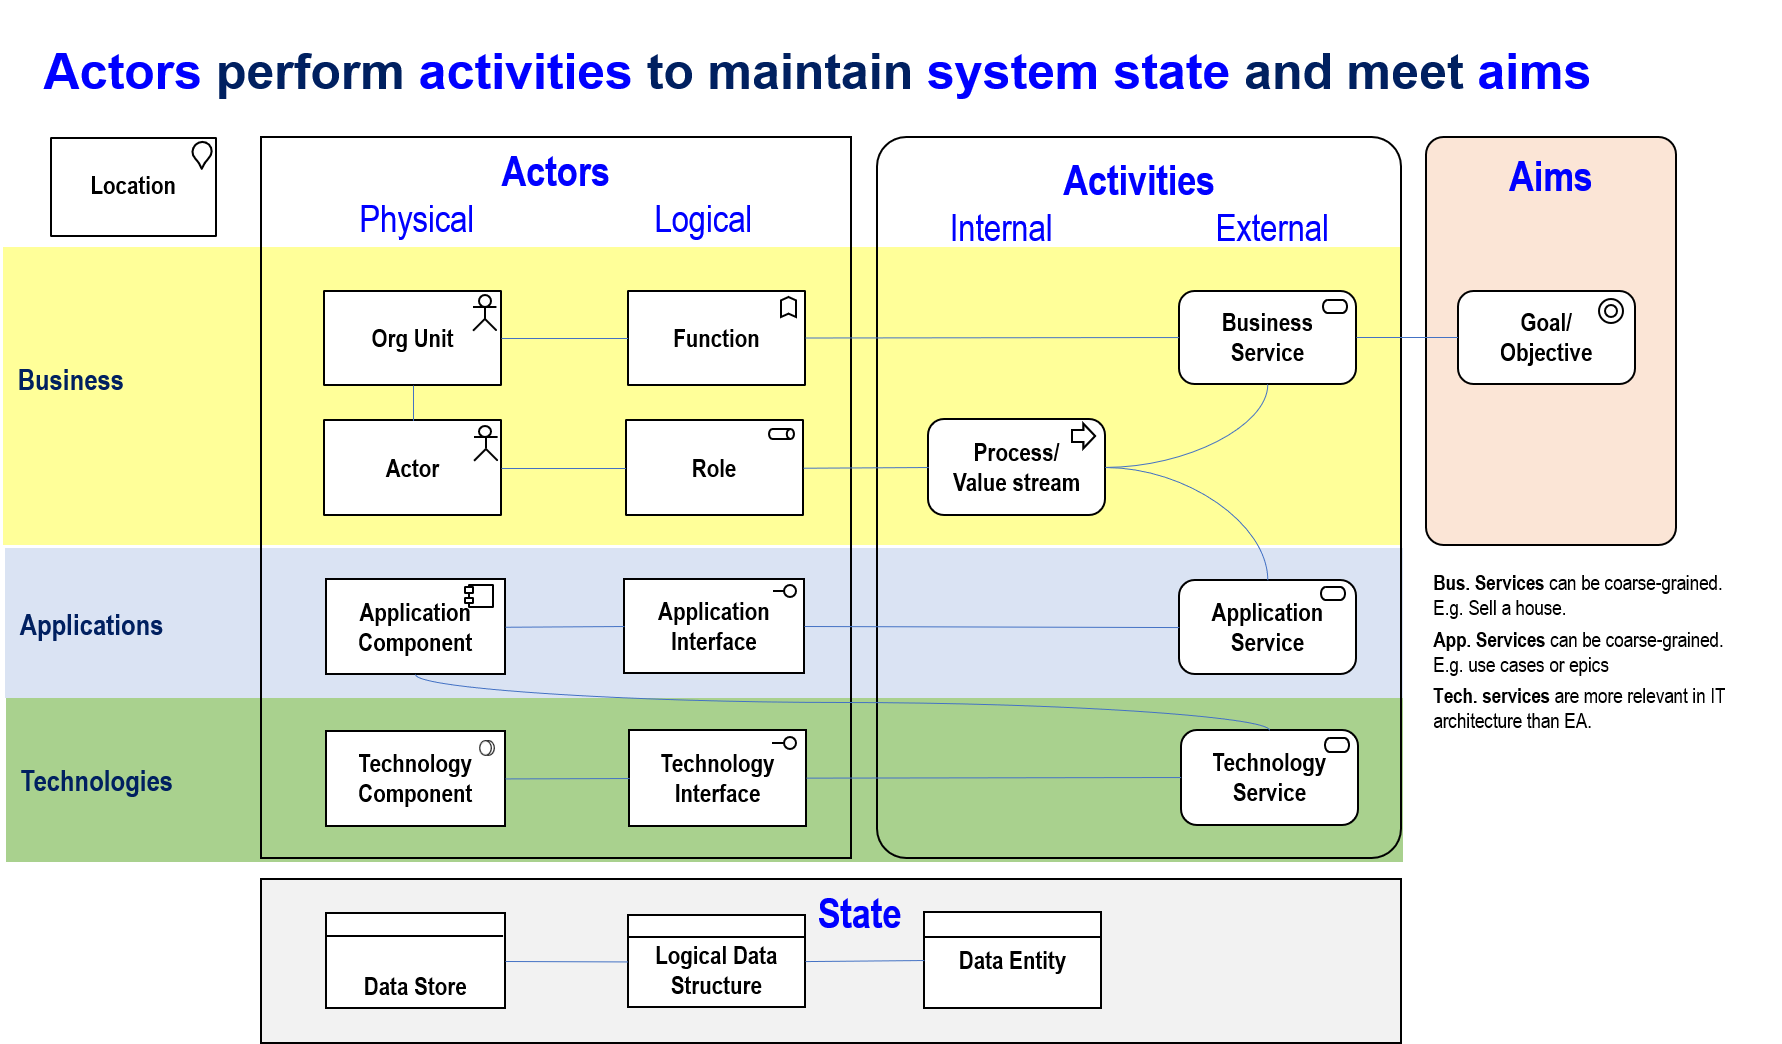 Actors perform activities to maintain system state and meet aims
Location
Actors
Physical
Logical
Activities
Internal
External
Aims
Business
Org Unit
Function
Business
Service
Goal/
Objective
Actor
Role
Process/
Value stream
Applications
Application
Component
Application
Interface
Application
Service
Bus. Services can be coarse-grained.
E.g. Sell a house.
App. Services can be coarse-grained.
E.g. use cases or epics
Tech. services are more relevant in IT
architecture than EA.
Technologies
Technology
Component
Technology
Interface
Technology
Service
State
Data Store
Logical Data
Structure
Data Entity